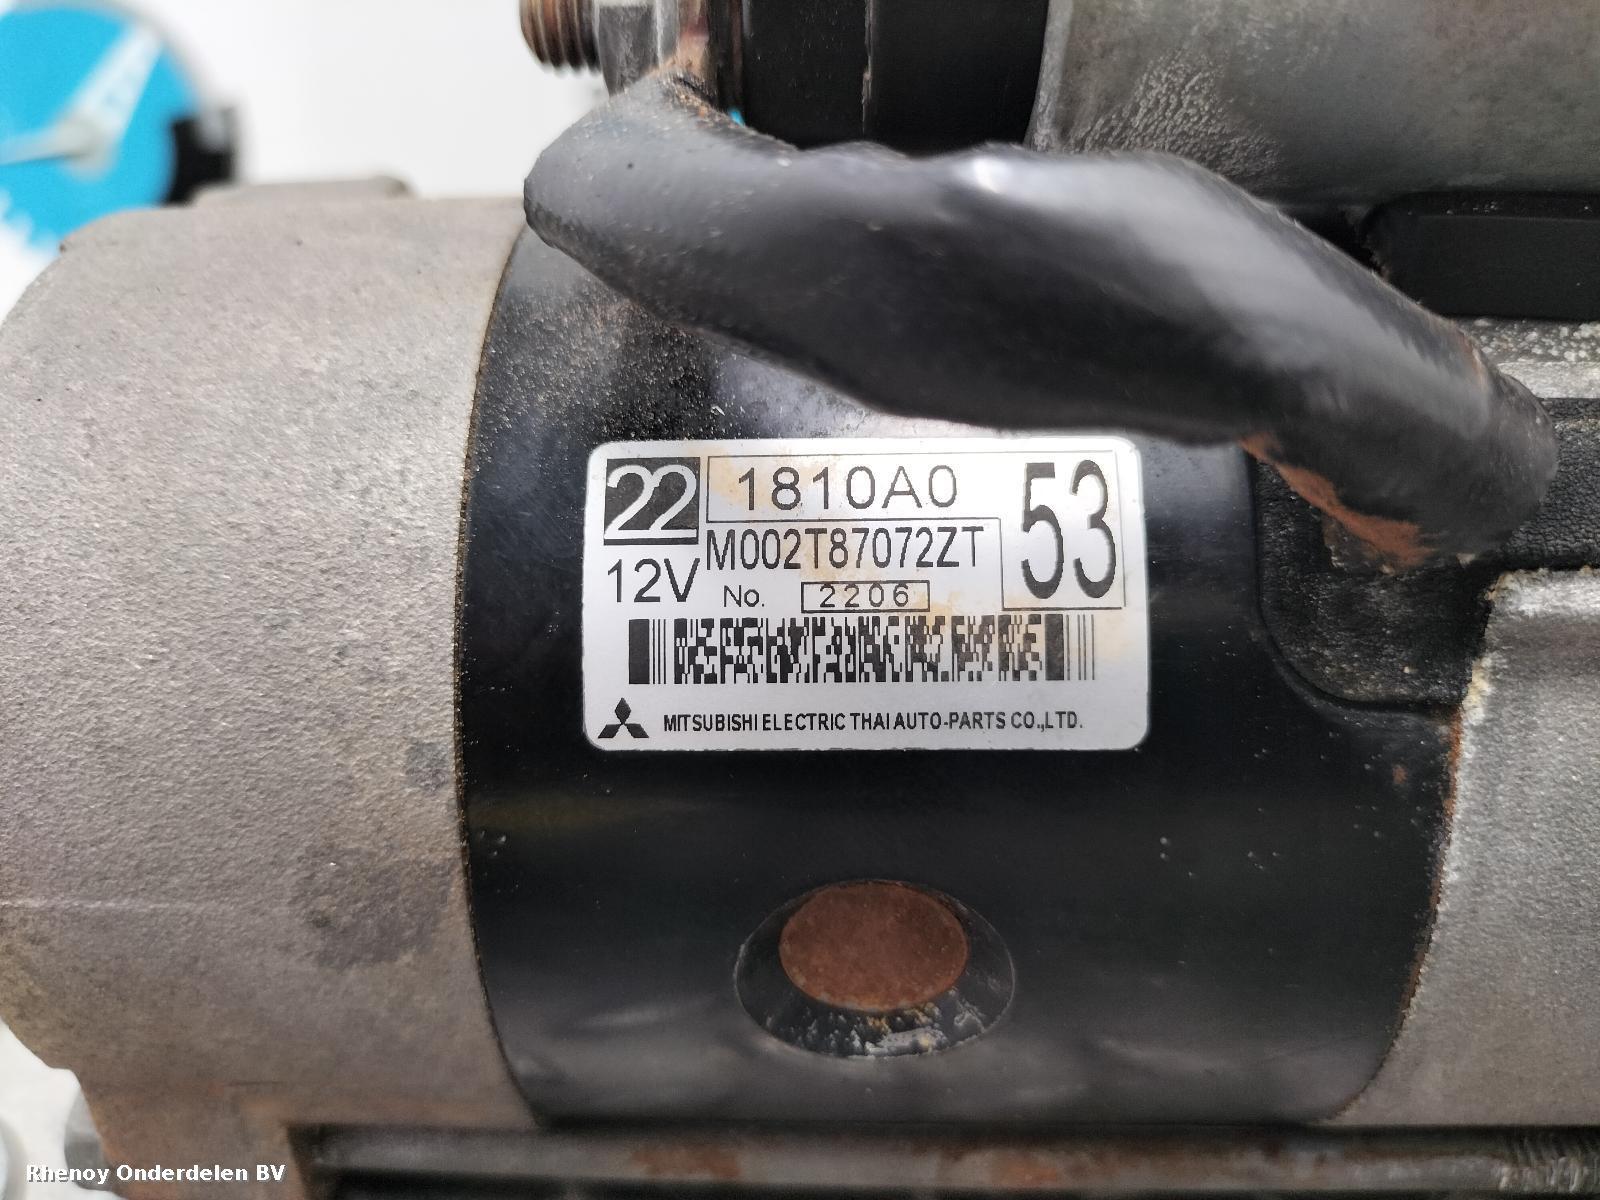 22 1810A0 53
M002T87072ZT
12V No. 2206
MITSUBISHI ELECTRIC THAI AUTO-PARTS CO.,LTD.
Rhenoy Onderdelen BV